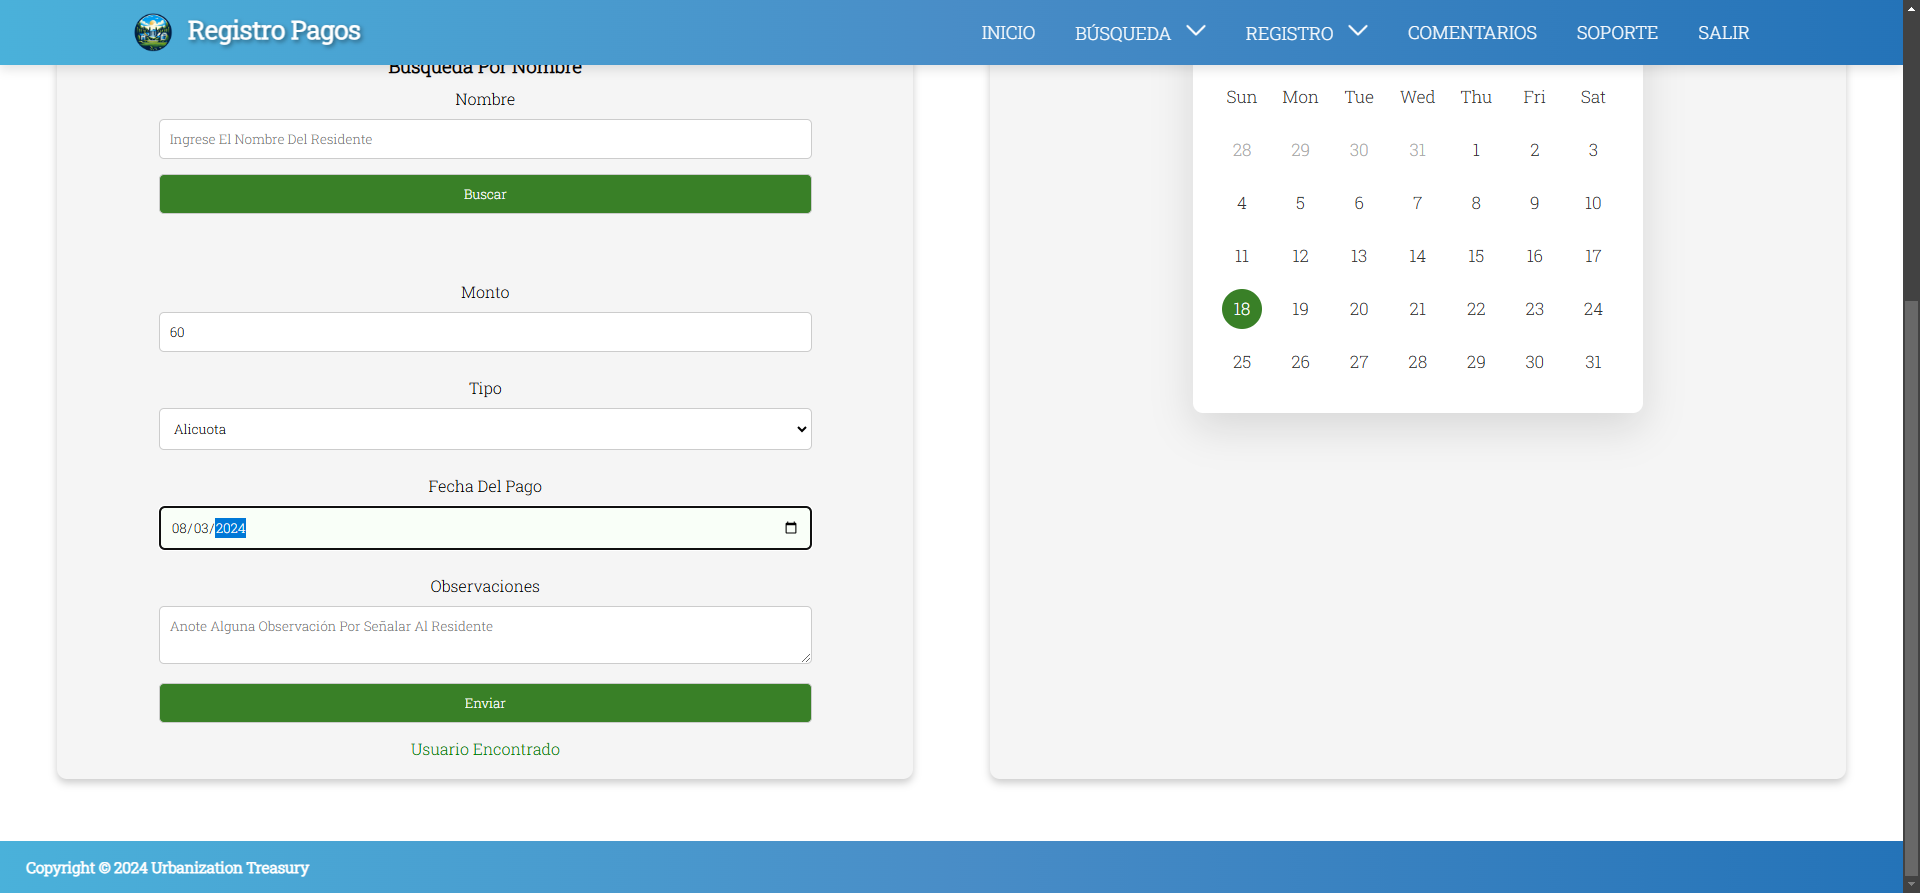 Registro Pagos
INICIO
BÚSQUEDA
REGISTRO
COMENTARIOS
SOPORTE
SALIR
Búsqueda Por Nombre
Nombre
Ingrese El Nombre Del Residente
Buscar
Monto
60
Tipo
Alicuota
Fecha Del Pago
08/03/2024
Observaciones
Anote Alguna Observación Por Señalar Al Residente
Enviar
Usuario Encontrado
Sun Mon Tue Wed Thu Fri Sat
28 29 30 31 1 2 3
4 5 6 7 8 9 10
11 12 13 14 15 16 17
18 19 20 21 22 23 24
25 26 27 28 29 30 31
Copyright © 2024 Urbanization Treasury